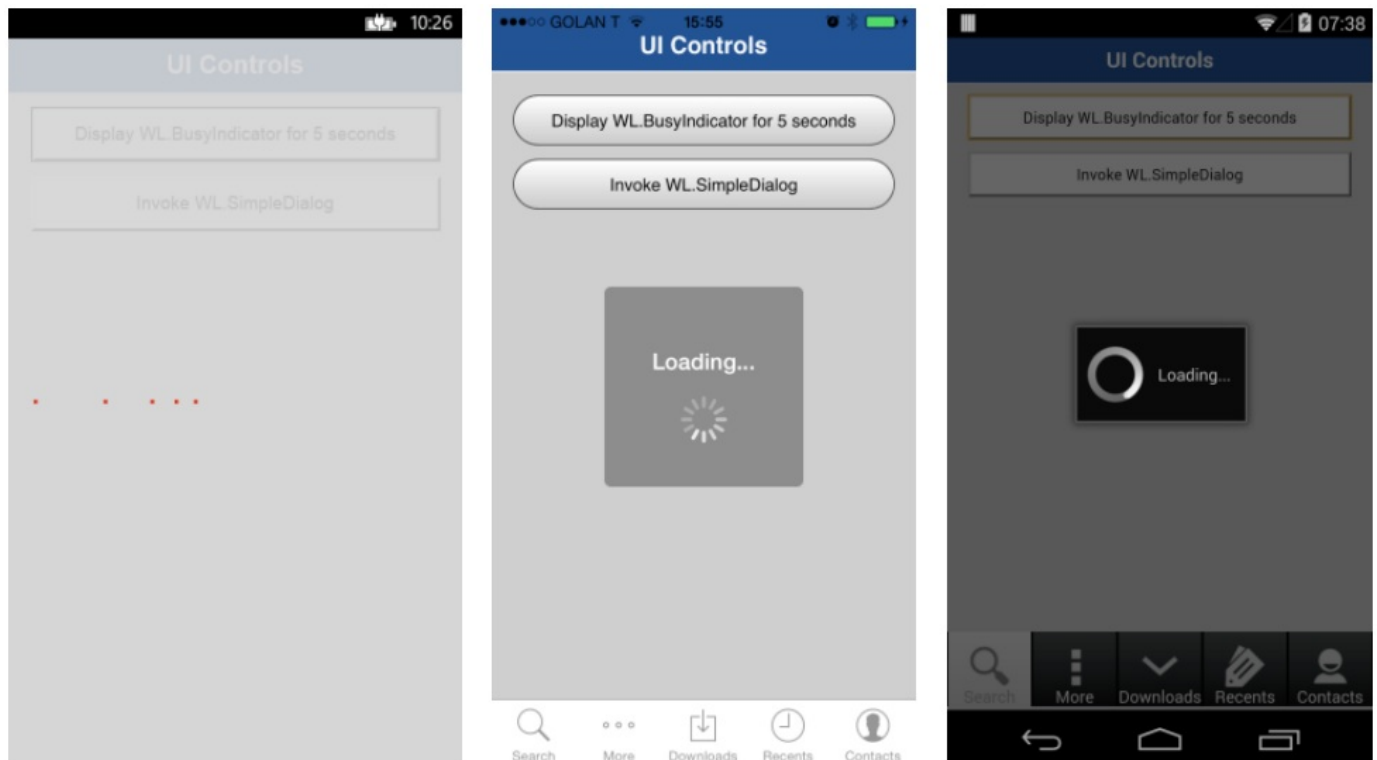 10:26
UI Controls
Display WL.BusyIndicator for 5 seconds
Invoke WL.SimpleDialog
GOLAN T 15:55
UI Controls
Display WL.BusyIndicator for 5 seconds
Invoke WL.SimpleDialog
Loading...
Search More Downloads Recents Contacts
07:38
UI Controls
Display WL.BusyIndicator for 5 seconds
Invoke WL.SimpleDialog
Loading...
Search More Downloads Recents Contacts